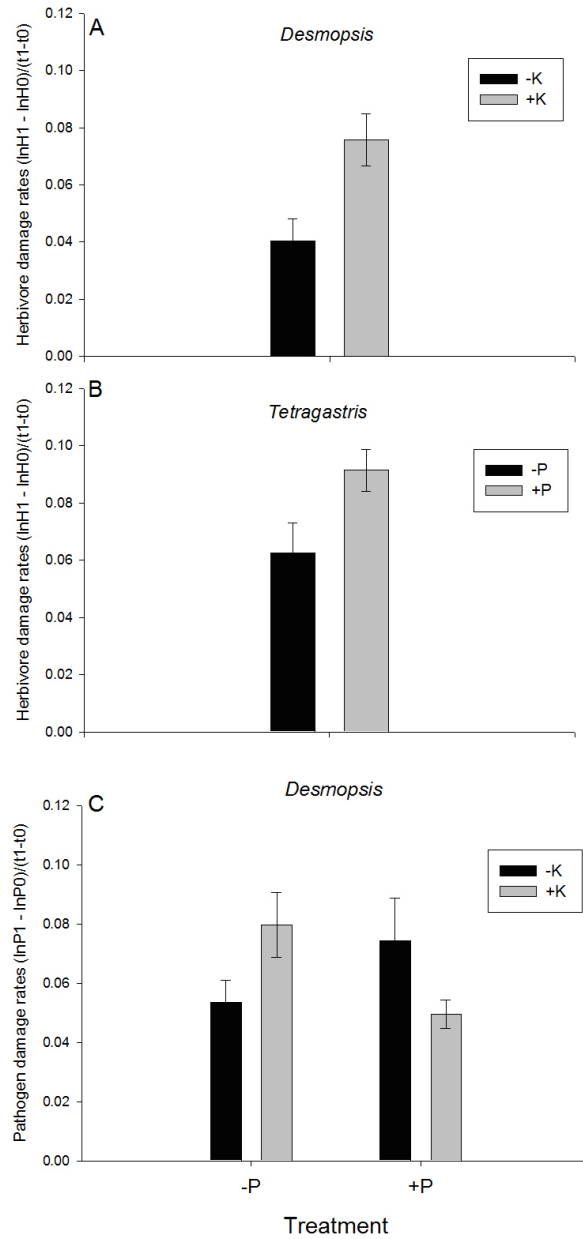 A
Desmopsis
-K
+K
Herbivore damage rates (lnH1 - lnH0)/(t1-t0)
0.12
0.10
0.08
0.06
0.04
0.02
0.00
B
Tetragastris
-P
+P
Herbivore damage rates (lnH1 - lnH0)/(t1-t0)
0.12
0.10
0.08
0.06
0.04
0.02
0.00
C
Desmopsis
-K
+K
Pathogen damage rates (lnP1 - lnP0)/(t1-t0)
0.12
0.10
0.08
0.06
0.04
0.02
0.00
-P +P
Treatment